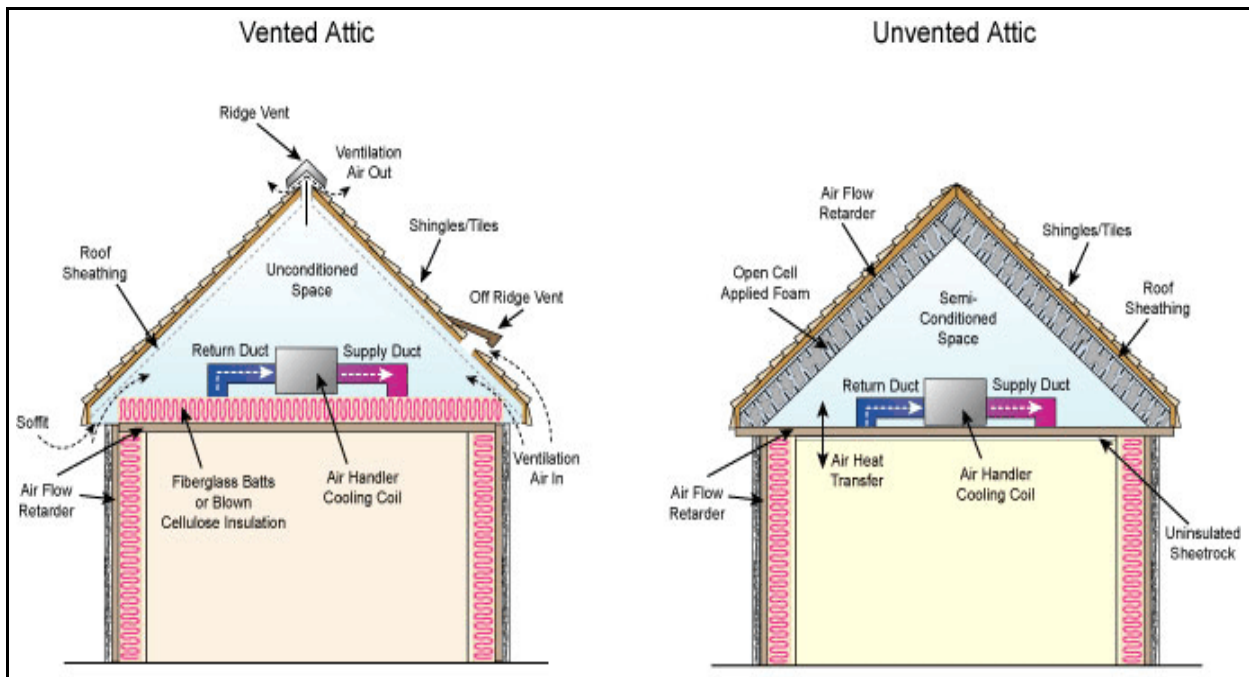 Vented Attic
Ridge Vent
Ventilation
Air Out
Shingles/Tiles
Roof
Sheathing
Unconditioned
Space
Off Ridge Vent
Return Duct
Supply Duct
Soffit
Air Flow
Retarder
Fiberglass Batts
or Blown
Cellulose Insulation
Air Handler
Cooling Coil
Ventilation
Air In
Unvented Attic
Air Flow
Retarder
Shingles/Tiles
Open Cell
Applied Foam
Semi-
Conditioned
Space
Roof
Sheathing
Return Duct
Supply Duct
Air Heat
Transfer
Air Handler
Cooling Coil
Air Flow
Retarder
Uninsulated
Sheetrock